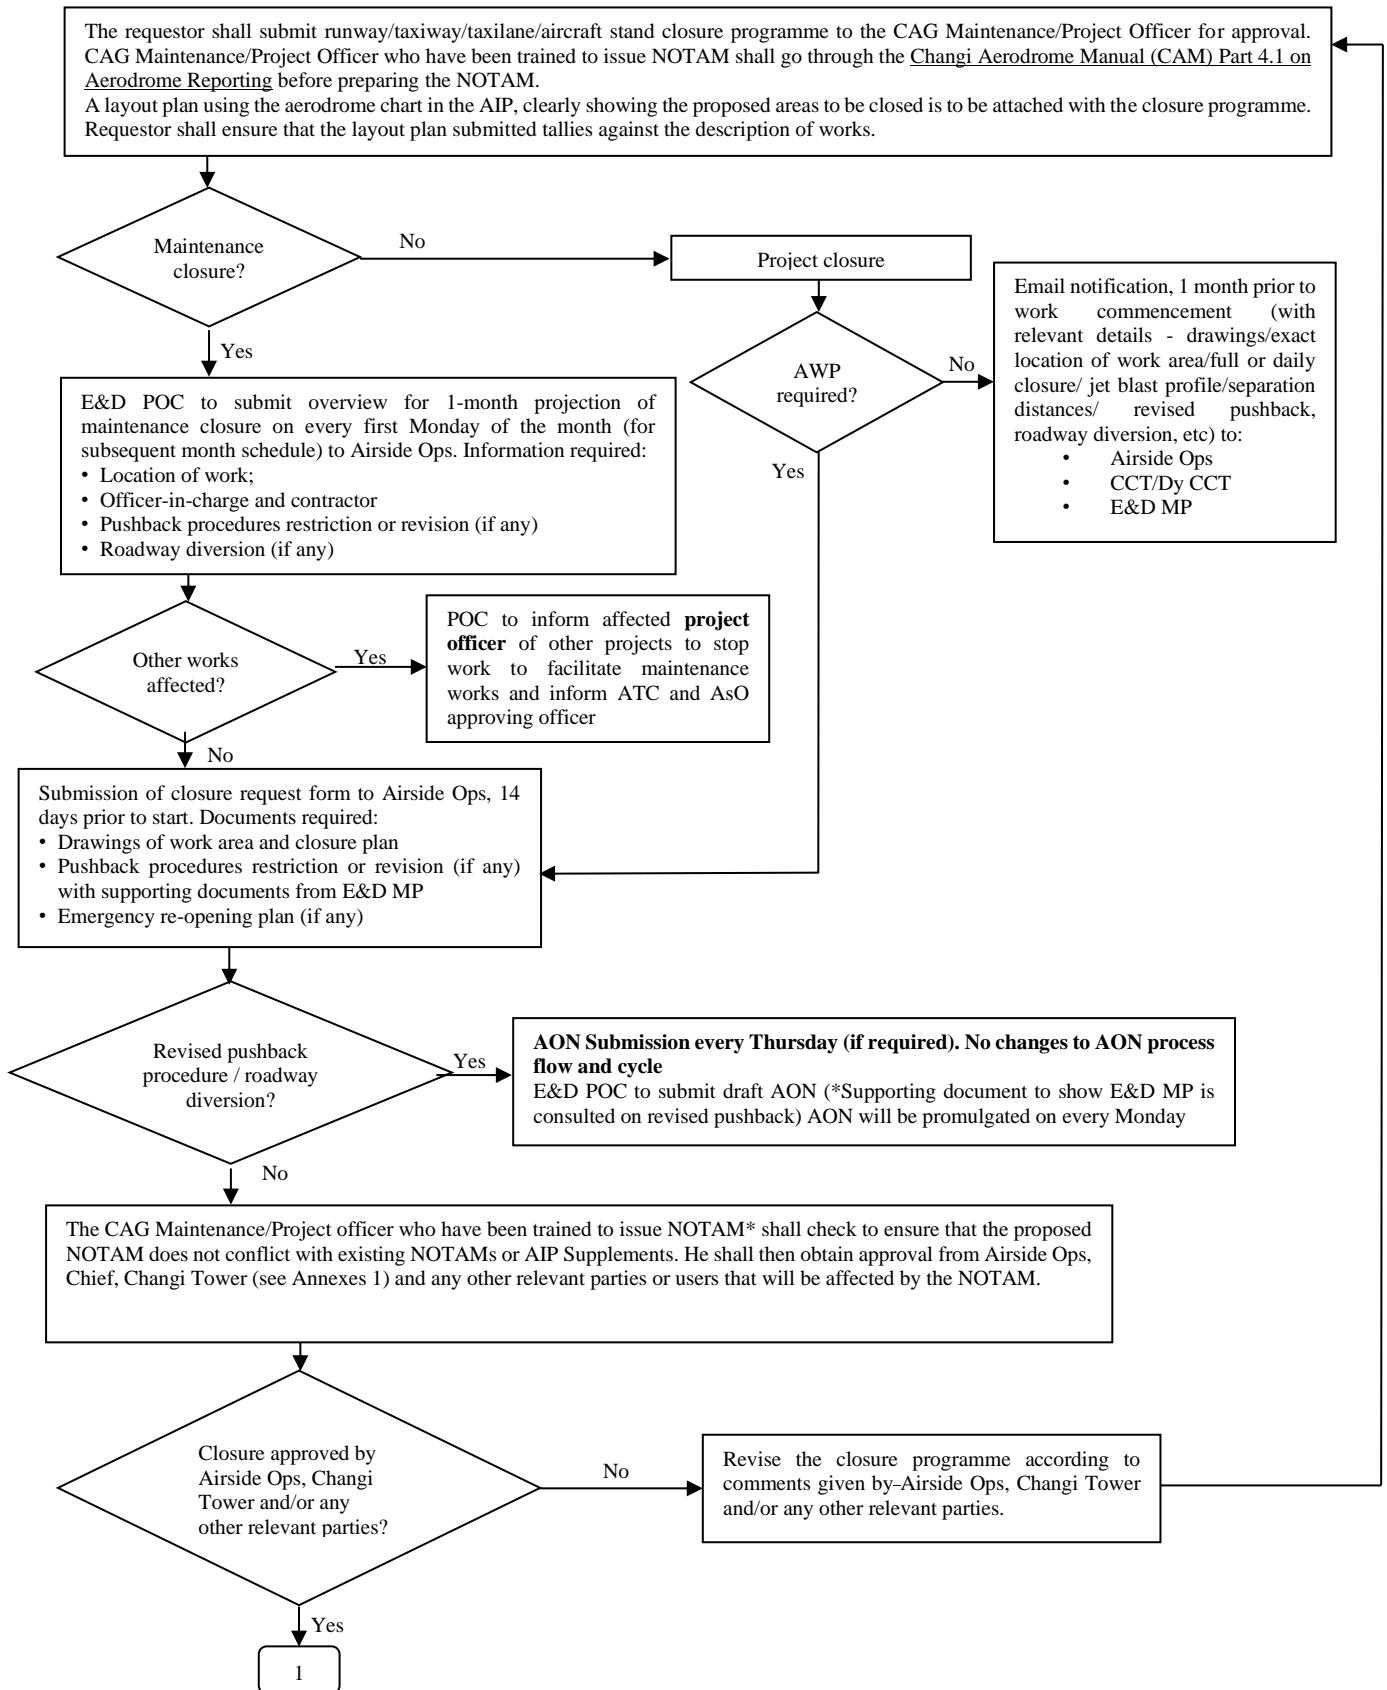 The requestor shall submit runway/taxiway/taxilane/aircraft stand closure programme to the CAG Maintenance/Project Officer for approval.
CAG Maintenance/Project Officer who have been trained to issue NOTAM shall go through the Changi Aerodrome Manual (CAM) Part 4.1 on
Aerodrome Reporting before preparing the NOTAM.
A layout plan using the aerodrome chart in the AIP, clearly showing the proposed areas to be closed is to be attached with the closure programme.
Requestor shall ensure that the layout plan submitted tallies against the description of works.
Maintenance
closure?
No
Project closure
Yes
AWP
required?
No
Yes
Email notification, 1 month prior to
work commencement (with
relevant details - drawings/exact
location of work area/full or daily
closure/ jet blast profile/separation
distances/ revised pushback,
roadway diversion, etc) to:
• Airside Ops
• CCT/Dy CCT
• E&D MP
E&D POC to submit overview for 1-month projection of
maintenance closure on every first Monday of the month (for
subsequent month schedule) to Airside Ops. Information required:
• Location of work;
• Officer-in-charge and contractor
• Pushback procedures restriction or revision (if any)
• Roadway diversion (if any)
Other works
affected?
Yes
POC to inform affected project
officer of other projects to stop
work to facilitate maintenance
works and inform ATC and AsO
approving officer
No
Submission of closure request form to Airside Ops, 14
days prior to start. Documents required:
• Drawings of work area and closure plan
• Pushback procedures restriction or revision (if any)
with supporting documents from E&D MP
• Emergency re-opening plan (if any)
Revised pushback
procedure / roadway
diversion?
Yes
AON Submission every Thursday (if required). No changes to AON process
flow and cycle
E&D POC to submit draft AON (*Supporting document to show E&D MP is
consulted on revised pushback) AON will be promulgated on every Monday
No
The CAG Maintenance/Project officer who have been trained to issue NOTAM* shall check to ensure that the proposed
NOTAM does not conflict with existing NOTAMs or AIP Supplements. He shall then obtain approval from Airside Ops,
Chief, Changi Tower (see Annexes 1) and any other relevant parties or users that will be affected by the NOTAM.
Closure approved by
Airside Ops, Changi
Tower and/or any
other relevant parties?
No
Revise the closure programme according to
comments given by-Airside Ops, Changi Tower
and/or any other relevant parties.
Yes
1